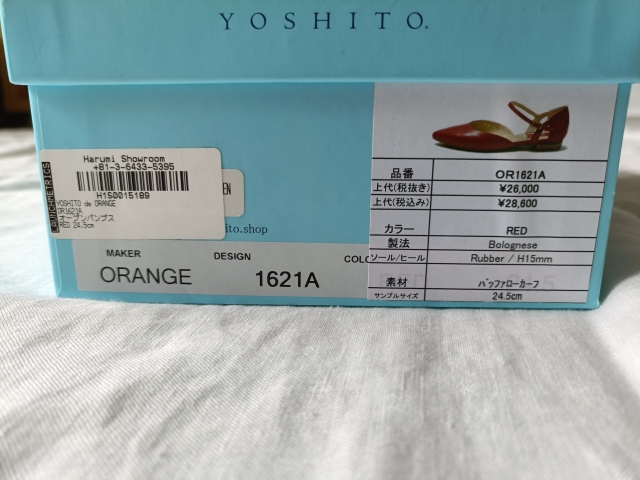 YOSHITO.
Harumi Showroom
+81-3-6433-5395
H1S0015189
YOSHITO de ORANGE
OR1621A
オープンパンプス
RED 24.5cm
EN
ito.shop
MAKER DESIGN COLO
ORANGE 1621A
品番 OR1621A
上代(税抜き) ¥26,000
上代(税込み) ¥28,600
カラー RED
製法 Bolognese
ソール/ヒール Rubber / H15mm
素材 バッファローカーフ
サンプルサイズ 24.5cm